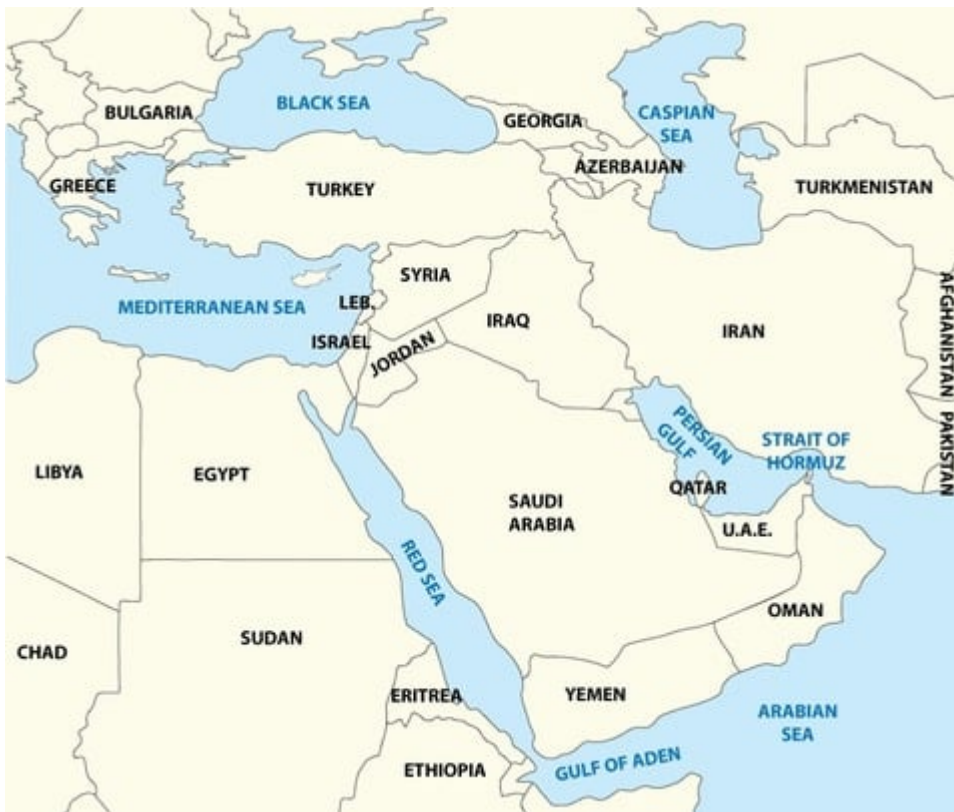 BLACK SEA
BULGARIA
GEORGIA
CASPIAN
SEA
AZERBAIJAN
GREECE
TURKEY
TURKMENISTAN
SYRIA
MEDITERRANEAN SEA
LEB.
IRAQ
IRAN
AFGHANISTAN
ISRAEL
JORDAN
PERSIAN
GULF
STRAIT OF
HORMUZ
PAKISTAN
LIBYA
EGYPT
QATAR
SAUDI
ARABIA
U.A.E.
RED SEA
OMAN
SUDAN
CHAD
ERITREA
YEMEN
ARABIAN
SEA
GULF OF ADEN
ETHIOPIA